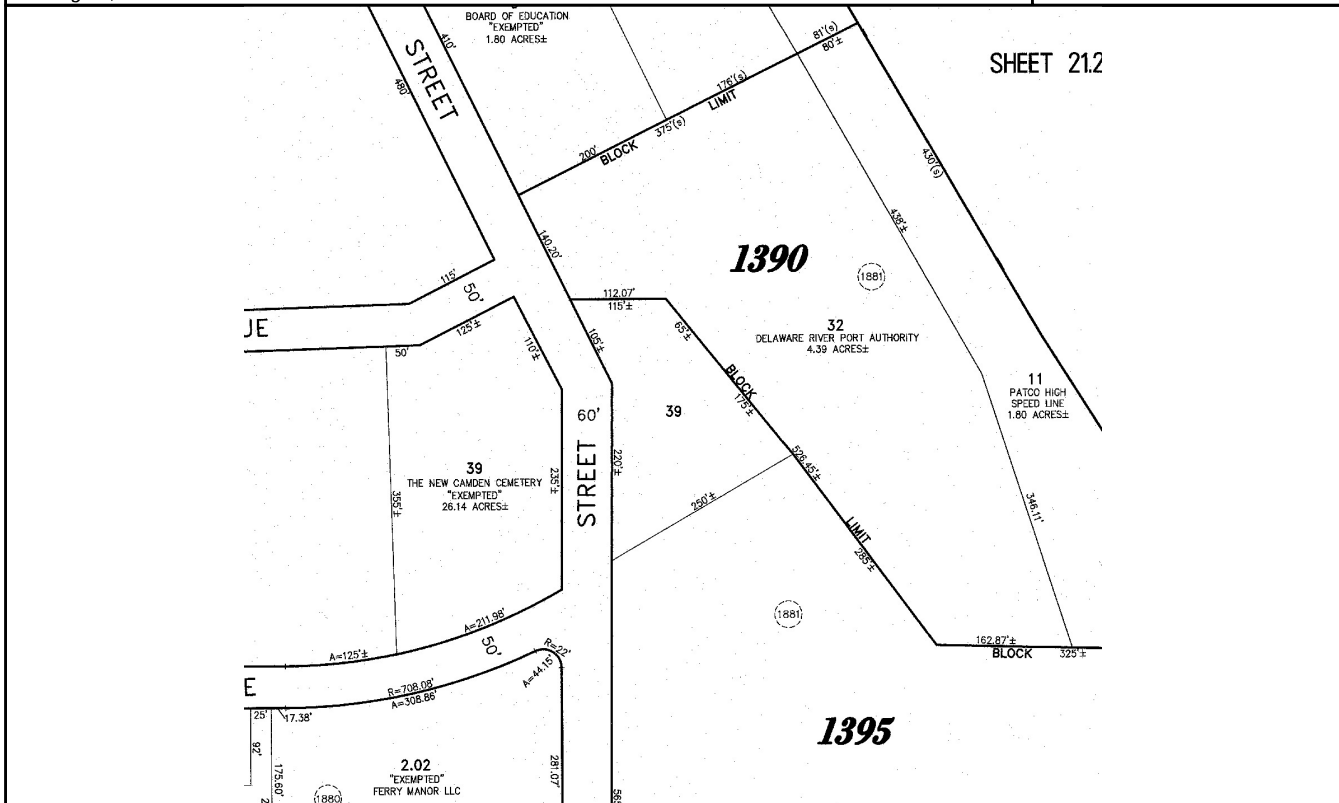 BOARD OF EDUCATION
"EXEMPTED"
1.80 ACRES±
81'(s)
80'±
SHEET 21.2
STREET
410'
480'
176'(s)
LIMIT
375'(s)
200'
BLOCK
430'(s)
438'±
140.20'
1390
1881
115'
50'
112.07'
115'±
UE
125'±
110'±
105'±
65'±
32
DELAWARE RIVER PORT AUTHORITY
4.39 ACRES±
50'
BLOCK
175'±
11
PATCO HIGH
SPEED LINE
1.80 ACRES±
60'
39
STREET
220'±
526.45'±
39
THE NEW CAMDEN CEMETERY
"EXEMPTED"
26.14 ACRES±
235'±
355'±
250'±
346.11'
LIMIT
285'±
1881
A=211.98'
50'
A=125'±
R=22'
A=44.15'
162.87'±
BLOCK
325'±
E
R=708.08'
A=308.86'
25'
17.38'
1395
92'
175.60'
2.02
"EXEMPTED"
FERRY MANOR LLC
281.07'
1880